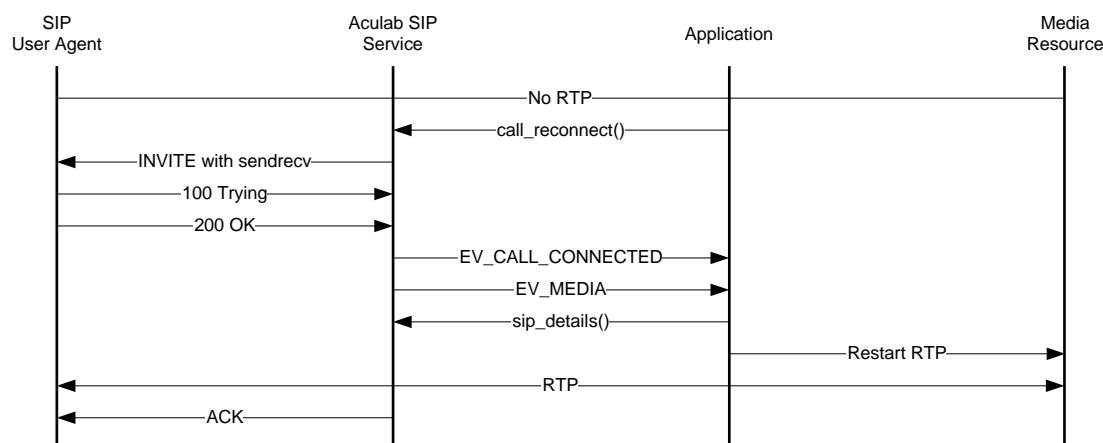 SIP
User Agent
Aculab SIP
Service
Application
Media
Resource
No RTP
call_reconnect()
INVITE with sendrecv
100 Trying
200 OK
EV_CALL_CONNECTED
EV_MEDIA
sip_details()
Restart RTP
RTP
ACK